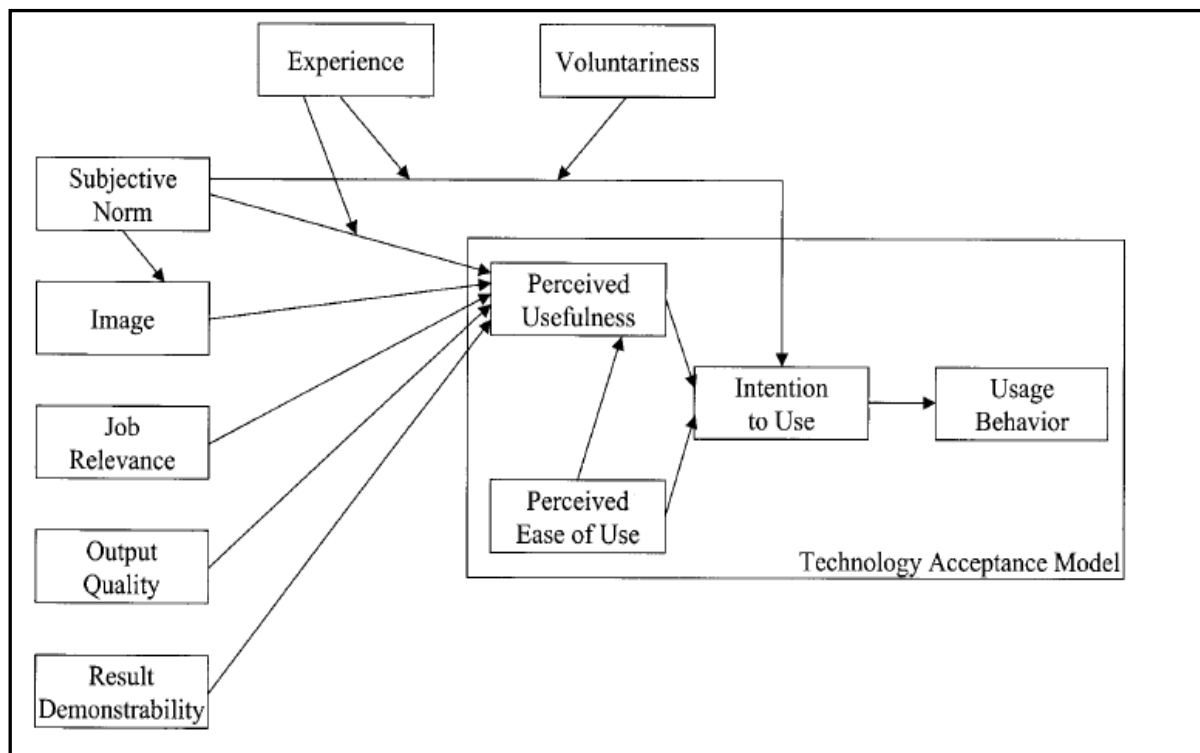 Experience
Voluntariness
Subjective
Norm
Image
Job
Relevance
Output
Quality
Result
Demonstrability
Perceived
Usefulness
Perceived
Ease of Use
Intention
to Use
Usage
Behavior
Technology Acceptance Model